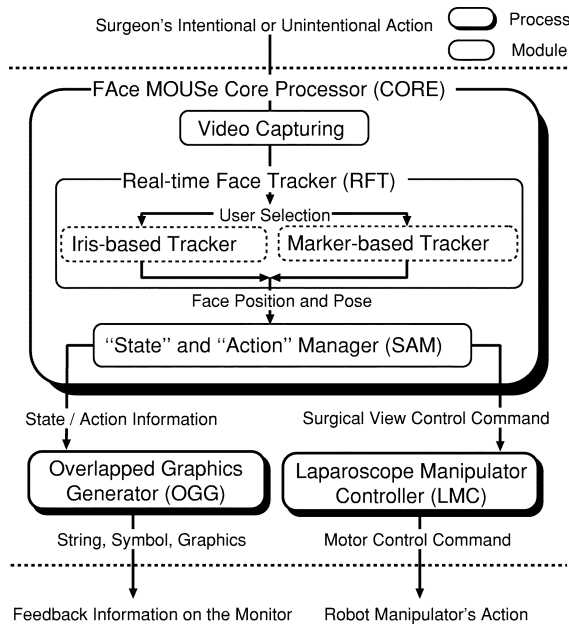 Surgeon's Intentional or Unintentional Action
Process
Module
FAce MOUSe Core Processor (CORE)
Video Capturing
Real-time Face Tracker (RFT)
User Selection
Iris-based Tracker
Marker-based Tracker
Face Position and Pose
"State" and "Action" Manager (SAM)
State / Action Information
Surgical View Control Command
Overlapped Graphics
Generator (OGG)
Laparoscope Manipulator
Controller (LMC)
String, Symbol, Graphics
Motor Control Command
Feedback Information on the Monitor
Robot Manipulator's Action